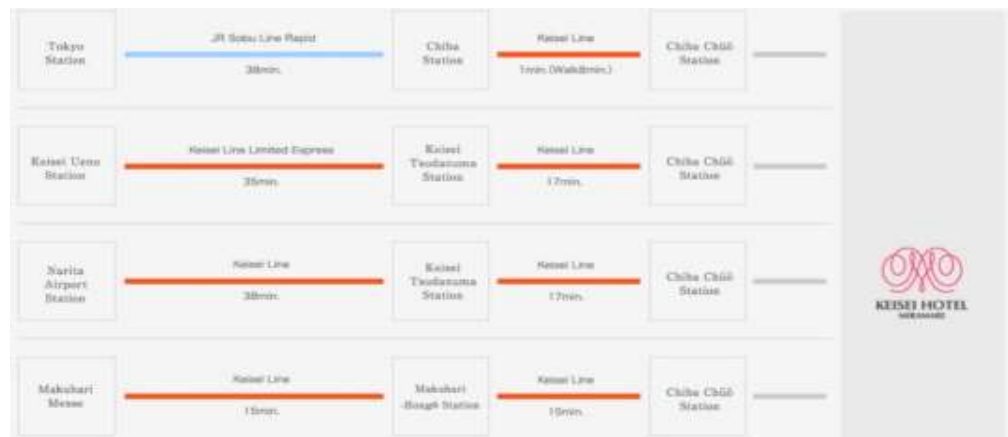 Tokyo
Station
JR Sobu Line Rapid
38min.
Chiba
Station
Keisei Line
1min. (Walk8min.)
Chiba Chūō
Station
Keisei Ueno
Station
Keisei Line Limited Express
35min.
Keisei
Tsudanuma
Station
Keisei Line
17min.
Chiba Chūō
Station
Narita
Airport
Station
Keisei Line
38min.
Keisei
Tsudanuma
Station
Keisei Line
17min.
Chiba Chūō
Station
Makuhari
Messe
Keisei Line
15min.
Makuhari
-Hongō Station
Keisei Line
10min.
Chiba Chūō
Station
KEISEI HOTEL
MIRAMARE